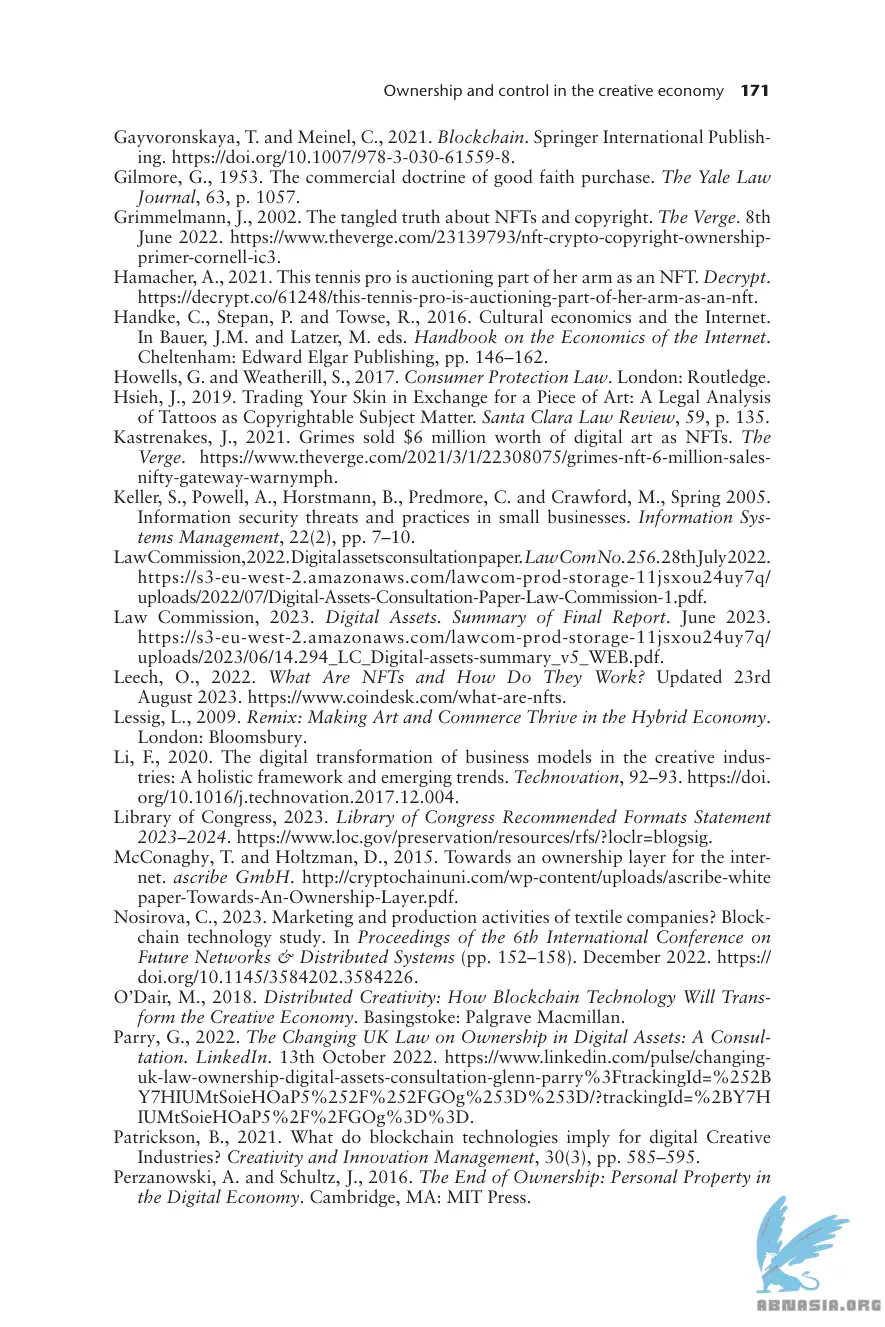 Ownership and control in the creative economy 171
Gayvoronskaya, T. and Meinel, C., 2021. Blockchain. Springer International Publish-
ing. https://doi.org/10.1007/978-3-030-61559-8.
Gilmore, G., 1953. The commercial doctrine of good faith purchase. The Yale Law
Journal, 63, p. 1057.
Grimmelmann, J., 2002. The tangled truth about NFTs and copyright. The Verge. 8th
June 2022. https://www.theverge.com/23139793/nft-crypto-copyright-ownership-
primer-cornell-ic3.
Hamacher, A., 2021. This tennis pro is auctioning part of her arm as an NFT. Decrypt.
https://decrypt.co/61248/this-tennis-pro-is-auctioning-part-of-her-arm-as-an-nft.
Handke, C., Stepan, P. and Towse, R., 2016. Cultural economics and the Internet.
In Bauer, J.M. and Latzer, M. eds. Handbook on the Economics of the Internet.
Cheltenham: Edward Elgar Publishing, pp. 146–162.
Howells, G. and Weatherill, S., 2017. Consumer Protection Law. London: Routledge.
Hsieh, J., 2019. Trading Your Skin in Exchange for a Piece of Art: A Legal Analysis
of Tattoos as Copyrightable Subject Matter. Santa Clara Law Review, 59, p. 135.
Kastrenakes, J., 2021. Grimes sold $6 million worth of digital art as NFTs. The
Verge. https://www.theverge.com/2021/3/1/22308075/grimes-nft-6-million-sales-
nifty-gateway-warnymph.
Keller, S., Powell, A., Horstmann, B., Predmore, C. and Crawford, M., Spring 2005.
Information security threats and practices in small businesses. Information Sys-
tems Management, 22(2), pp. 7–10.
Law Commission, 2022. Digital assets consultation paper. Law Com No. 256. 28th July 2022.
https://s3-eu-west-2.amazonaws.com/lawcom-prod-storage-11jsxou24uy7q/
uploads/2022/07/Digital-Assets-Consultation-Paper-Law-Commission-1.pdf.
Law Commission, 2023. Digital Assets. Summary of Final Report. June 2023.
https://s3-eu-west-2.amazonaws.com/lawcom-prod-storage-11jsxou24uy7q/
uploads/2023/06/14.294_LC_Digital-assets-summary_v5_WEB.pdf.
Leech, O., 2022. What Are NFTs and How Do They Work? Updated 23rd
August 2023. https://www.coindesk.com/what-are-nfts.
Lessig, L., 2009. Remix: Making Art and Commerce Thrive in the Hybrid Economy.
London: Bloomsbury.
Li, F., 2020. The digital transformation of business models in the creative indus-
tries: A holistic framework and emerging trends. Technovation, 92–93. https://doi.
org/10.1016/j.technovation.2017.12.004.
Library of Congress, 2023. Library of Congress Recommended Formats Statement
2023–2024. https://www.loc.gov/preservation/resources/rfs/?loclr=blogsig.
McConaghy, T. and Holtzman, D., 2015. Towards an ownership layer for the inter-
net. ascribe GmbH. http://cryptochainuni.com/wp-content/uploads/ascribe-white
paper-Towards-An-Ownership-Layer.pdf.
Nosirova, C., 2023. Marketing and production activities of textile companies? Block-
chain technology study. In Proceedings of the 6th International Conference on
Future Networks & Distributed Systems (pp. 152–158). December 2022. https://
doi.org/10.1145/3584202.3584226.
O'Dair, M., 2018. Distributed Creativity: How Blockchain Technology Will Trans-
form the Creative Economy. Basingstoke: Palgrave Macmillan.
Parry, G., 2022. The Changing UK Law on Ownership in Digital Assets: A Consul-
tation. LinkedIn. 13th October 2022. https://www.linkedin.com/pulse/changing-
uk-law-ownership-digital-assets-consultation-glenn-parry%3FtrackingId=%252B
Y7HIUMtSoieHOaP5%252F%252FGOg%253D%253D/?trackingId=%2BY7H
IUMtSoieHOaP5%2F%2FGOg%3D%3D.
Patrickson, B., 2021. What do blockchain technologies imply for digital Creative
Industries? Creativity and Innovation Management, 30(3), pp. 585–595.
Perzanowski, A. and Schultz, J., 2016. The End of Ownership: Personal Property in
the Digital Economy. Cambridge, MA: MIT Press.
ABNASIA.ORG